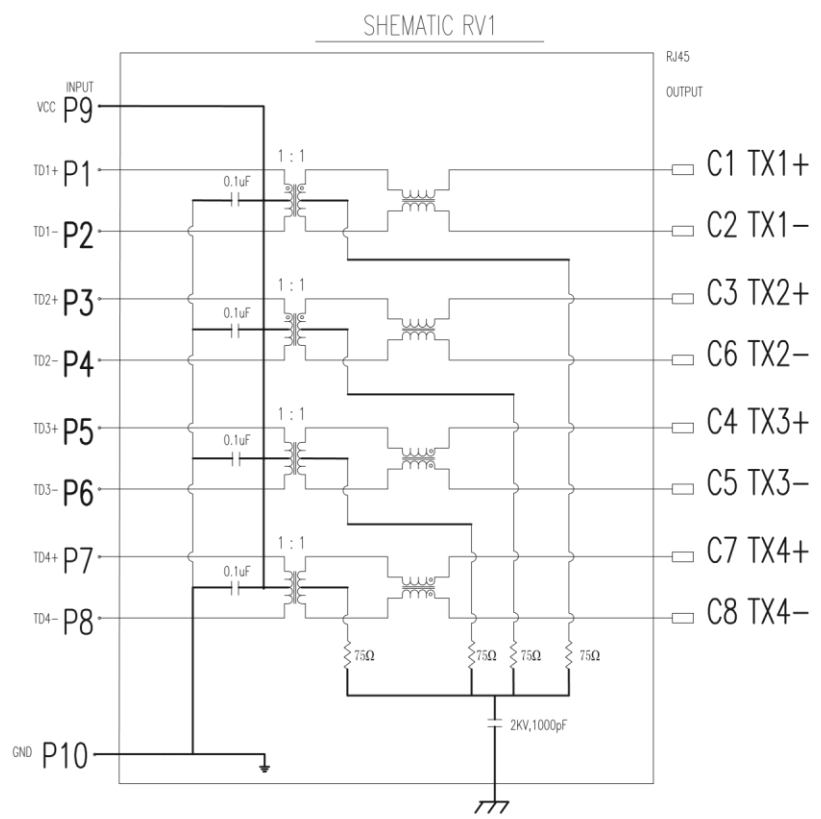 SHEMATIC RV1
RJ45
INPUT
OUTPUT
VCC P9
1 : 1
TD1+ P1
C1 TX1+
0.1uF
TD1- P2
C2 TX1-
1 : 1
TD2+ P3
C3 TX2+
0.1uF
TD2- P4
C6 TX2-
1 : 1
TD3+ P5
C4 TX3+
0.1uF
TD3- P6
C5 TX3-
1 : 1
TD4+ P7
C7 TX4+
0.1uF
TD4- P8
C8 TX4-
75Ω 75Ω 75Ω 75Ω
2KV,1000pF
GND P10